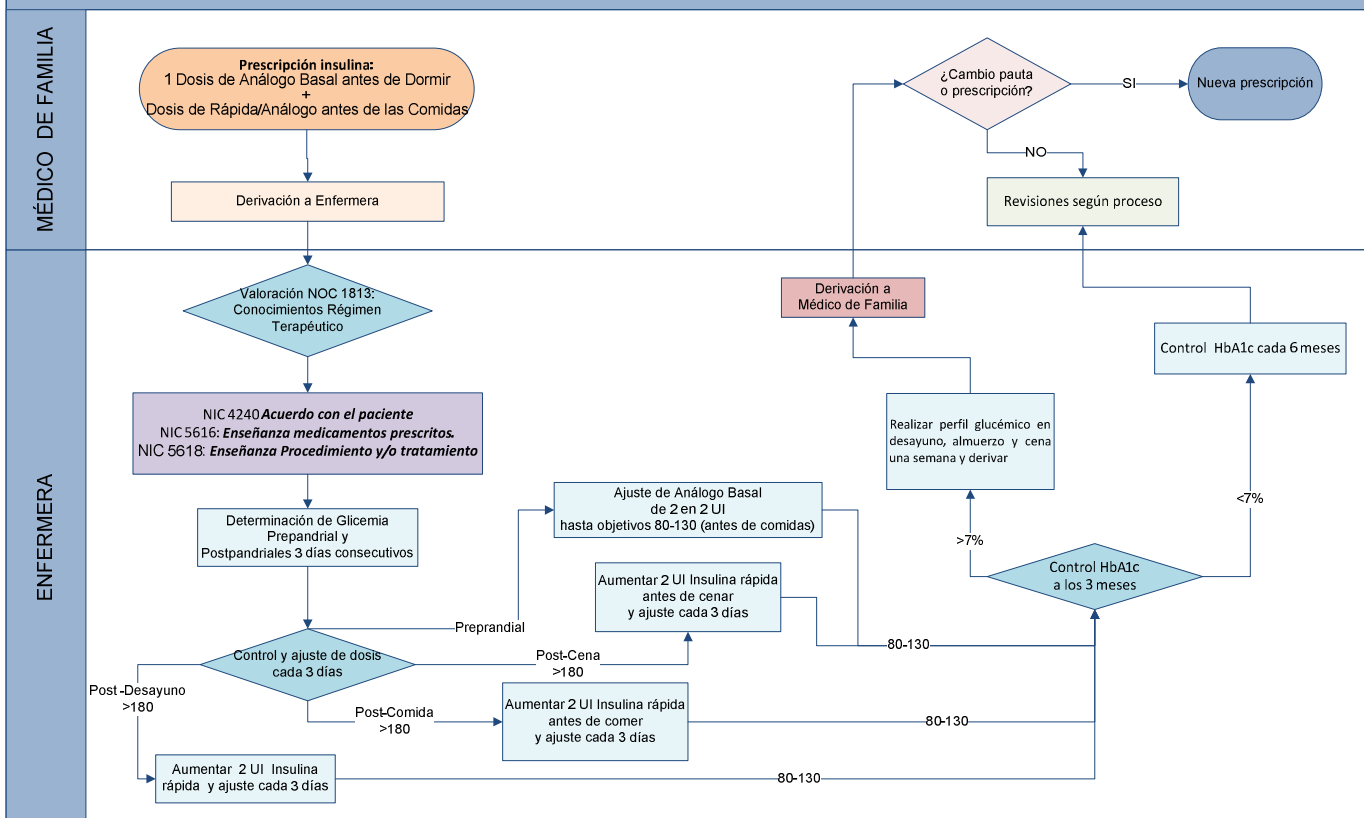 MÉDICO DE FAMILIA
Prescripción insulina:
1 Dosis de Análogo Basal antes de Dormir
+
Dosis de Rápida/Análogo antes de las Comidas
Derivación a Enfermera
¿Cambio pauta
o prescripción?
SI
Nueva prescripción
NO
Revisiones según proceso
ENFERMERA
Valoración NOC 1813:
Conocimientos Régimen
Terapéutico
NIC 4240 Acuerdo con el paciente
NIC 5616: Enseñanza medicamentos prescritos.
NIC 5618: Enseñanza Procedimiento y/o tratamiento
Determinación de Glicemia
Prepandrial y
Postpandriales 3 días consecutivos
Control y ajuste de dosis
cada 3 días
Preprandial
Ajuste de Análogo Basal
de 2 en 2 UI
hasta objetivos 80-130 (antes de comidas)
Post-Cena
>180
Aumentar 2 UI Insulina rápida
antes de cenar
y ajuste cada 3 días
80-130
Post-Comida
>180
Aumentar 2 UI Insulina rápida
antes de comer
y ajuste cada 3 días
80-130
Post-Desayuno
>180
Aumentar 2 UI Insulina
rápida y ajuste cada 3 días
80-130
Control HbA1c
a los 3 meses
>7%
Realizar perfil glucémico en
desayuno, almuerzo y cena
una semana y derivar
Derivación a
Médico de Familia
<7%
Control HbA1c cada 6 meses